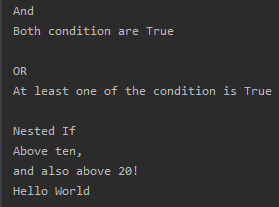 And
Both condition are True
OR
At least one of the condition is True
Nested If
Above ten,
and also above 20!
Hello World